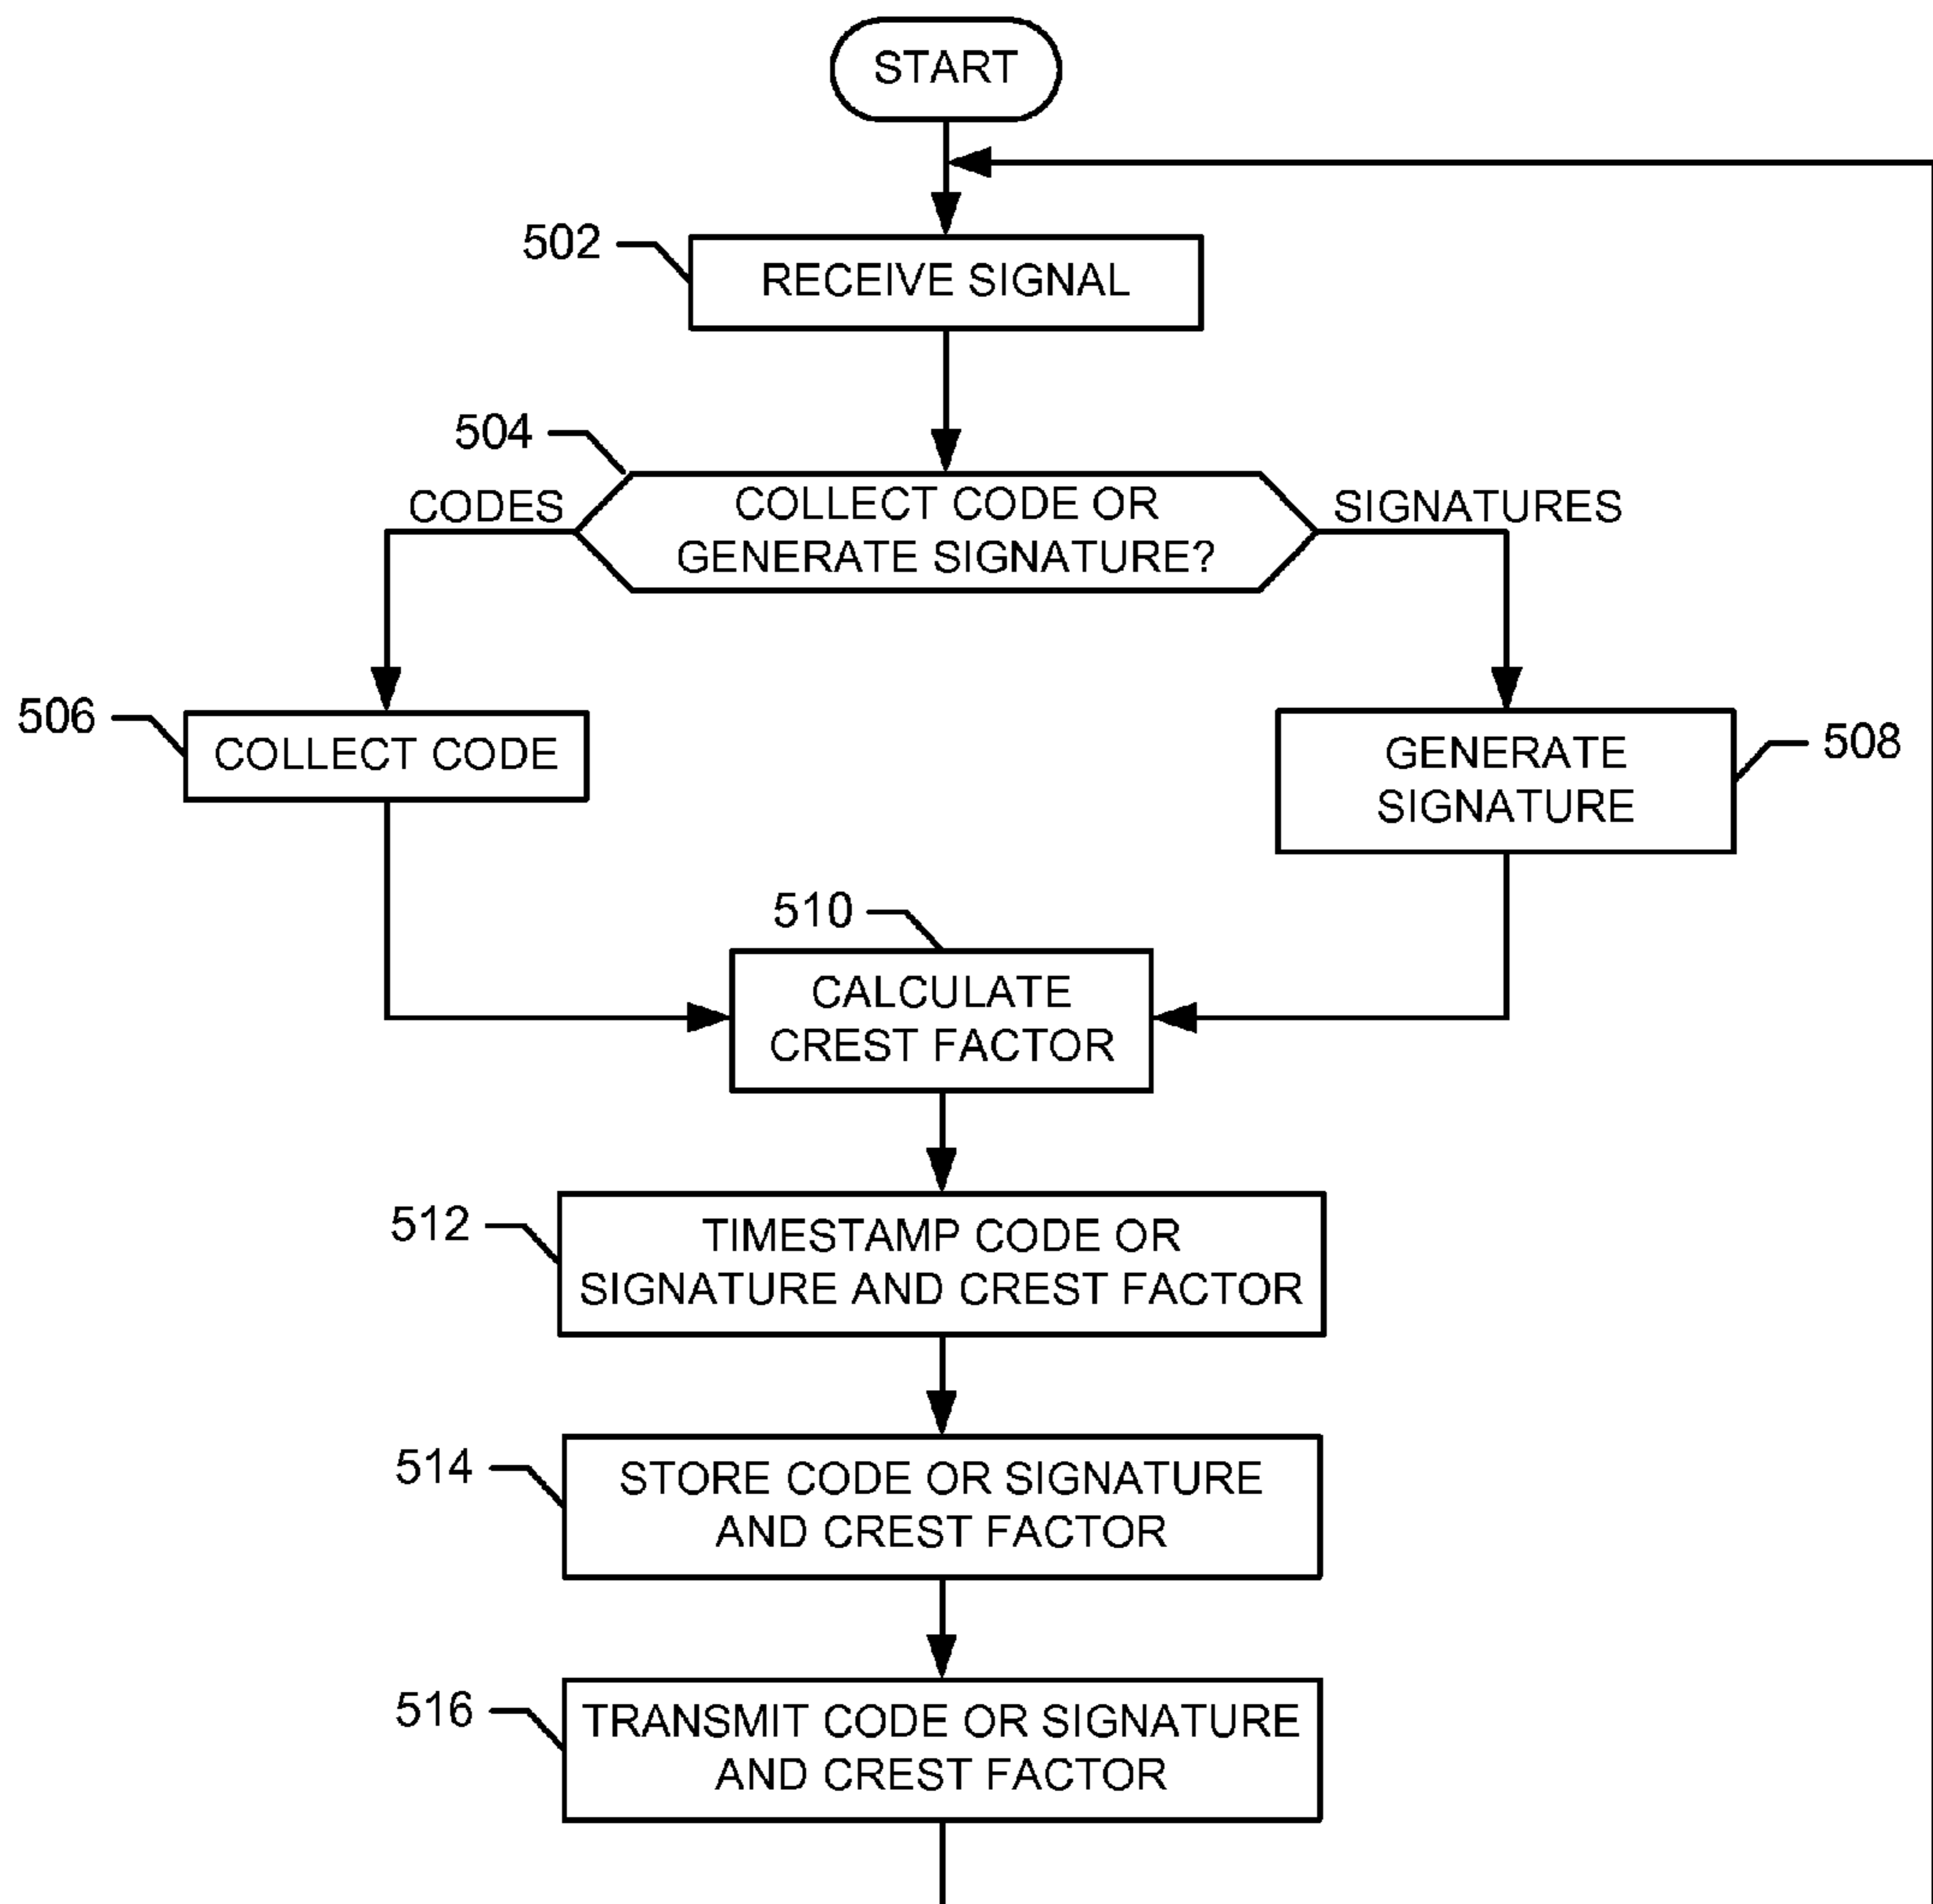 START
502
RECEIVE SIGNAL
504
CODES
COLLECT CODE OR
GENERATE SIGNATURE?
SIGNATURES
506
COLLECT CODE
GENERATE
SIGNATURE
508
510
CALCULATE
CREST FACTOR
512
TIMESTAMP CODE OR
SIGNATURE AND CREST FACTOR
514
STORE CODE OR SIGNATURE
AND CREST FACTOR
516
TRANSMIT CODE OR SIGNATURE
AND CREST FACTOR